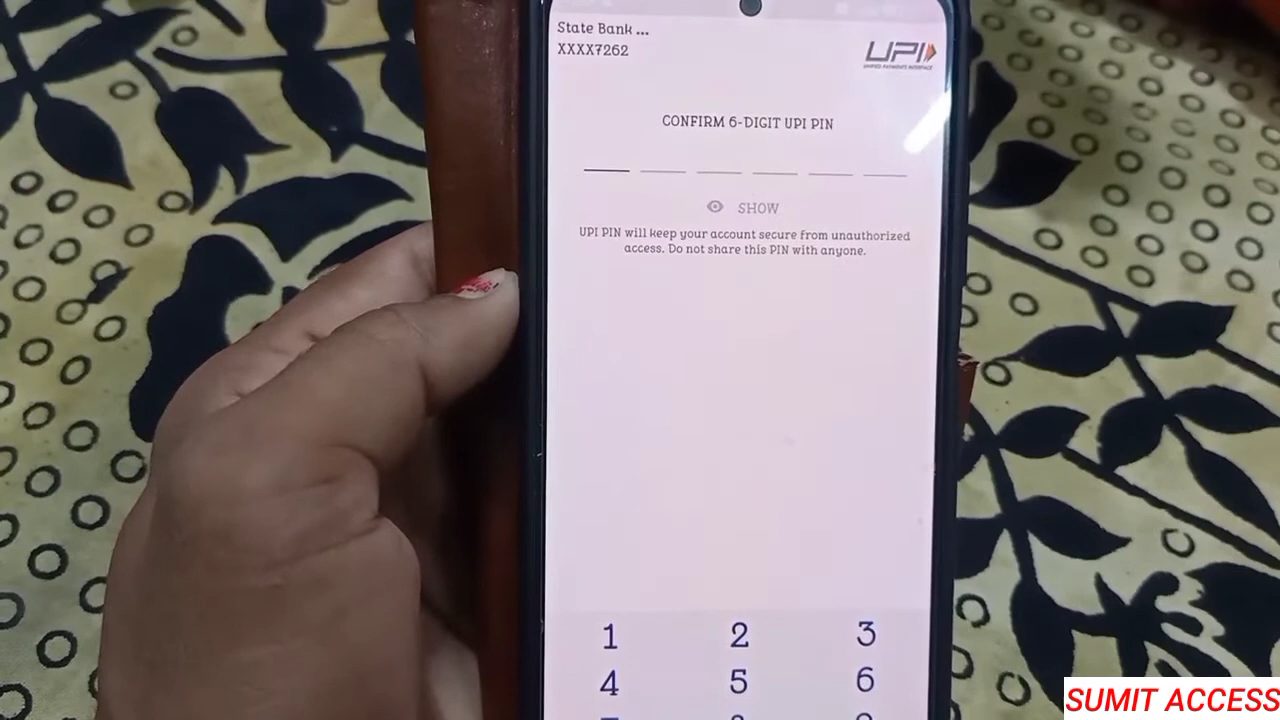 State Bank ...
XXXX7262
UPI
UNIFIED PAYMENTS INTERFACE
CONFIRM 6-DIGIT UPI PIN
SHOW
UPI PIN will keep your account secure from unauthorized
access. Do not share this PIN with anyone.
1 2 3
4 5 6
SUMIT ACCESS